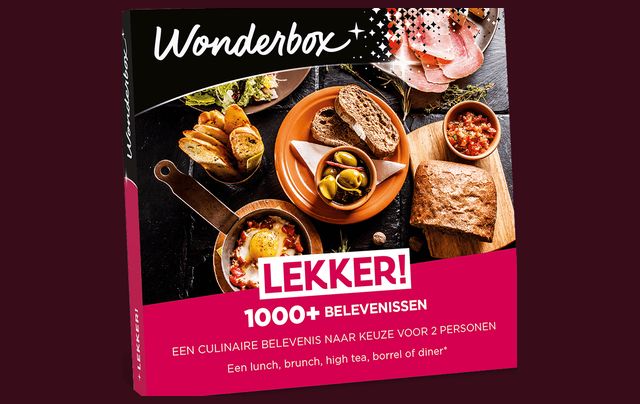 Wonderbox
Wonderbox
LEKKER!
1000+ BELEVENISSEN
EEN CULINAIRE BELEVENIS NAAR KEUZE VOOR 2 PERSONEN
Een lunch, brunch, high tea, borrel of diner*
+ LEKKER!